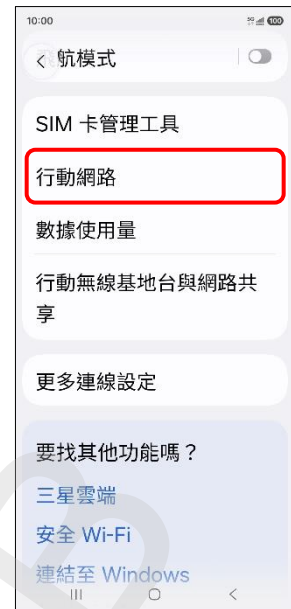 10:00
5G
100
航模式
SIM 卡管理工具
行動網路
數據使用量
行動無線基地台與網路共
享
更多連線設定
要找其他功能嗎？
三星雲端
安全 Wi-Fi
連結至 Windows